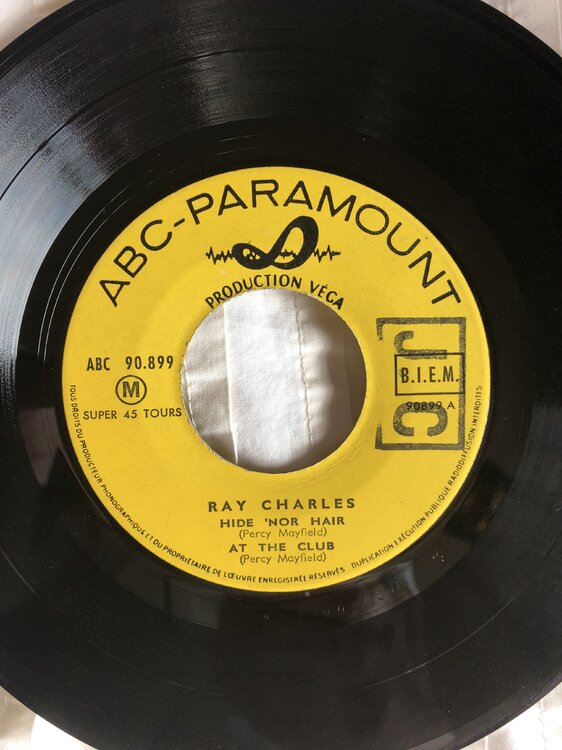 ABC-PARAMOUNT
PRODUCTION VÉGA
ABC 90.899
M
SUPER 45 TOURS
J C
B.I.E.M.
90899 A
RAY CHARLES
HIDE 'NOR HAIR
(Percy Mayfield)
AT THE CLUB
(Percy Mayfield)
TOUS DROITS DU PRODUCTEUR PHONOGRAPHIQUE ET DU PROPRIÉTAIRE DE L'ŒUVRE ENREGISTRÉE RÉSERVÉS. DUPLICATION EXÉCUTION PUBLIQUE RADIODIFFUSION INTERDITES